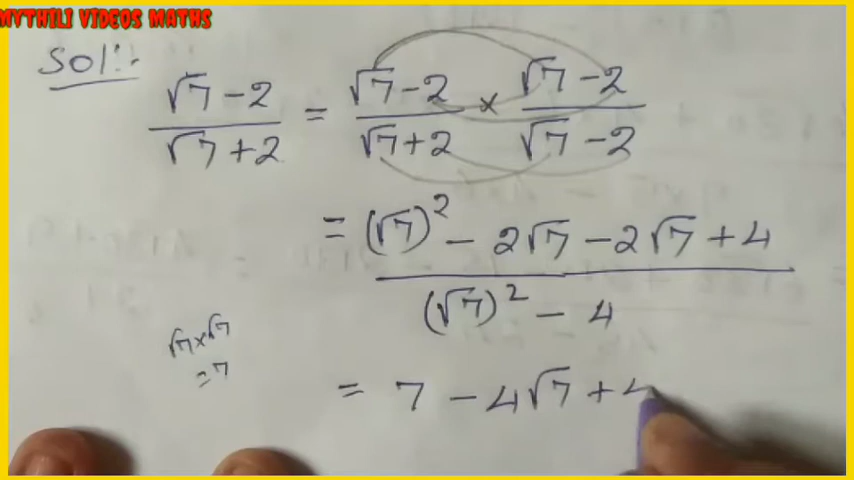 MYTHILI VIDEOS MATHS
Sol:-
√7 - 2 / √7 + 2 = √7 - 2 / √7 + 2 × √7 - 2 / √7 - 2
= (√7)² - 2√7 - 2√7 + 4 / (√7)² - 4
√7×√7
= 7
= 7 - 4√7 + 4